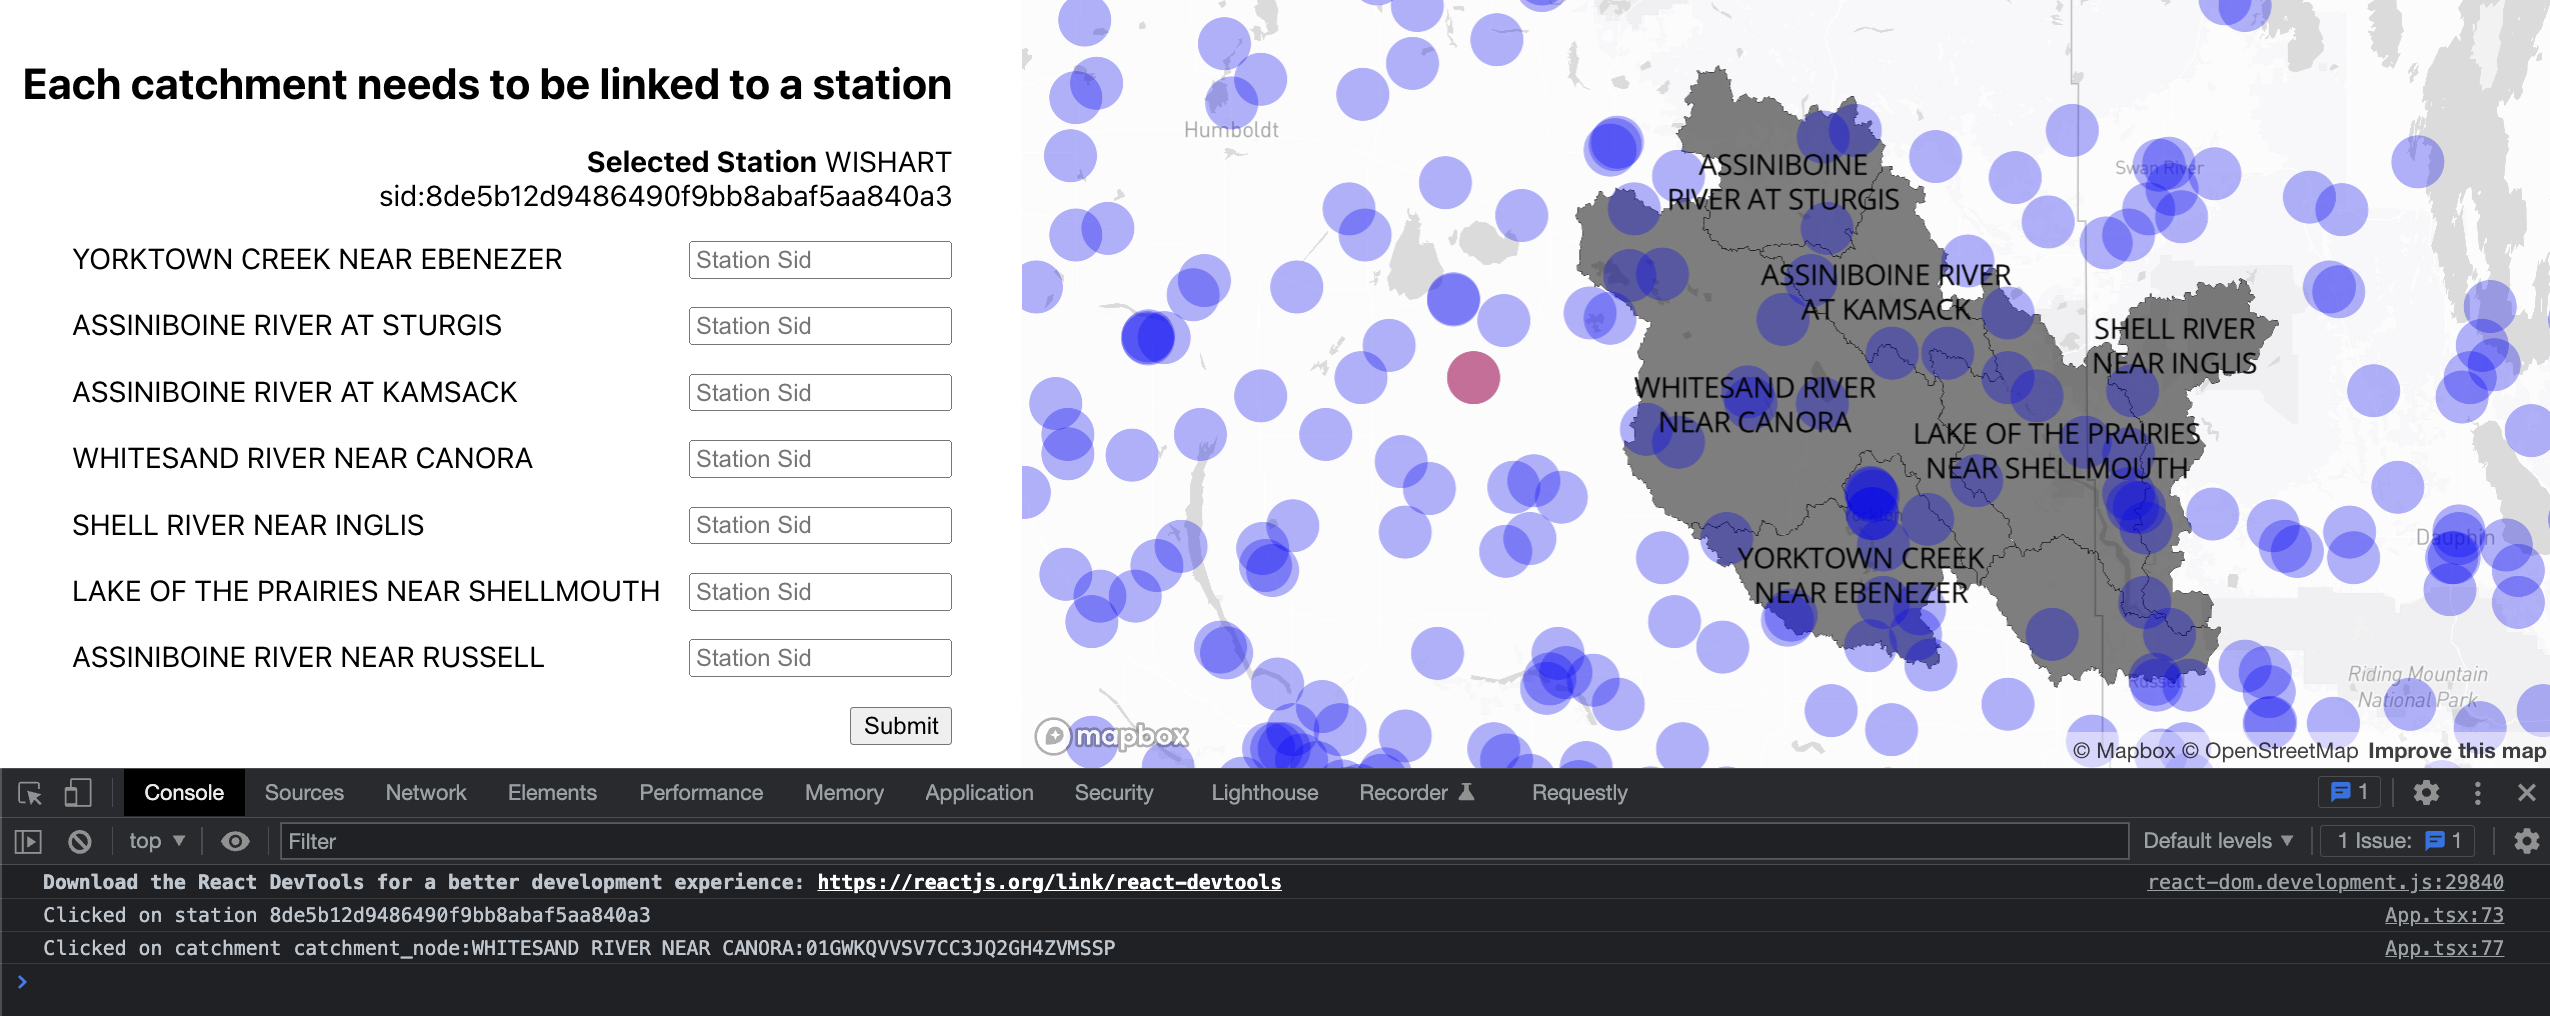 Each catchment needs to be linked to a station
Selected Station WISHART
sid:8de5b12d9486490f9bb8abaf5aa840a3
YORKTOWN CREEK NEAR EBENEZER
Station Sid
ASSINIBOINE RIVER AT STURGIS
Station Sid
ASSINIBOINE RIVER AT KAMSACK
Station Sid
WHITESAND RIVER NEAR CANORA
Station Sid
SHELL RIVER NEAR INGLIS
Station Sid
LAKE OF THE PRAIRIES NEAR SHELLMOUTH
Station Sid
ASSINIBOINE RIVER NEAR RUSSELL
Station Sid
Submit
Humboldt
Swan River
ASSINIBOINE
RIVER AT STURGIS
ASSINIBOINE RIVER
AT KAMSACK
SHELL RIVER
NEAR INGLIS
WHITESAND RIVER
NEAR CANORA
LAKE OF THE PRAIRIES
NEAR SHELLMOUTH
Yorkton
Dauphin
YORKTOWN CREEK
NEAR EBENEZER
Russell
Riding Mountain
National Park
mapbox
© Mapbox © OpenStreetMap Improve this map
Console Sources Network Elements Performance Memory Application Security Lighthouse Recorder Requestly 1
top Filter Default levels 1 Issue: 1
Download the React DevTools for a better development experience: https://reactjs.org/link/react-devtools react-dom.development.js:29840
Clicked on station 8de5b12d9486490f9bb8abaf5aa840a3 App.tsx:73
Clicked on catchment catchment_node:WHITESAND RIVER NEAR CANORA:01GWKQVVSV7CC3JQ2GH4ZVMSSP App.tsx:77